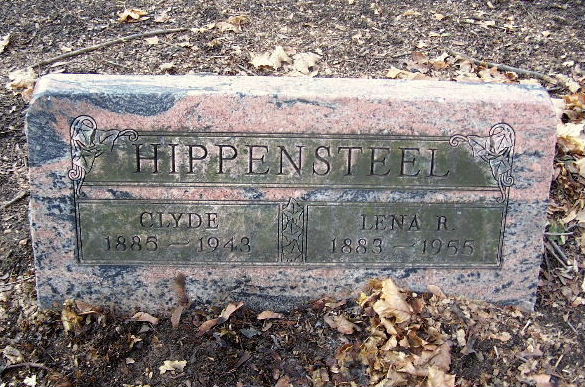 HIPPENSTEEL
CLYDE
1885 — 1943
LENA R.
1883 — 1955